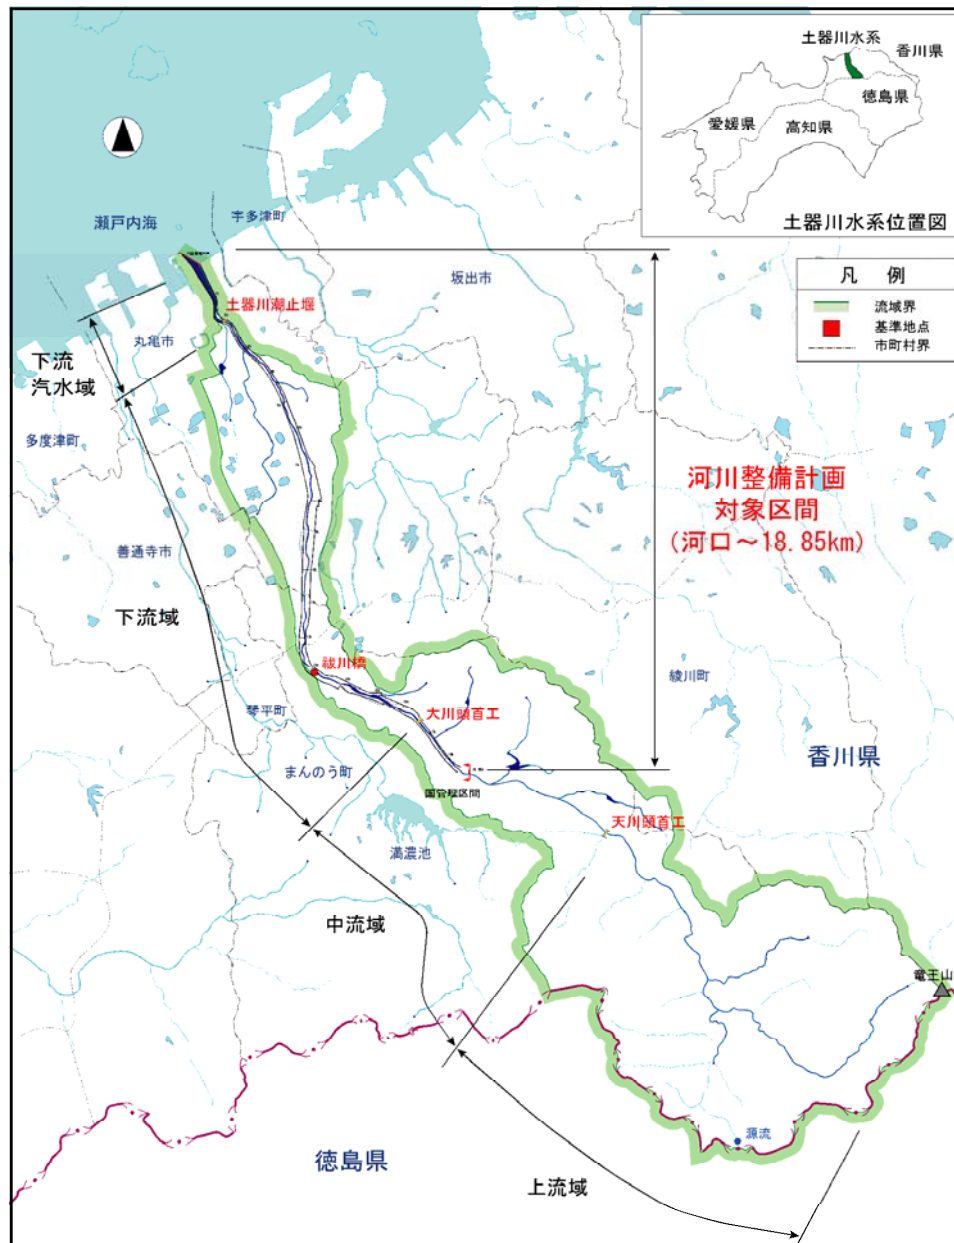 土器川水系
香川県
徳島県
愛媛県
高知県
土器川水系位置図
瀬戸内海
宇多津町
坂出市
凡 例
流域界
基準地点
市町村界
土器川潮止堰
丸亀市
下流
汽水域
多度津町
河川整備計画
対象区間
(河口～18.85km)
善通寺市
下流域
祓川橋
綾川町
琴平町
大川頭首工
香川県
まんのう町
国管理区間
天川頭首工
満濃池
中流域
竜王山
源流
徳島県
上流域